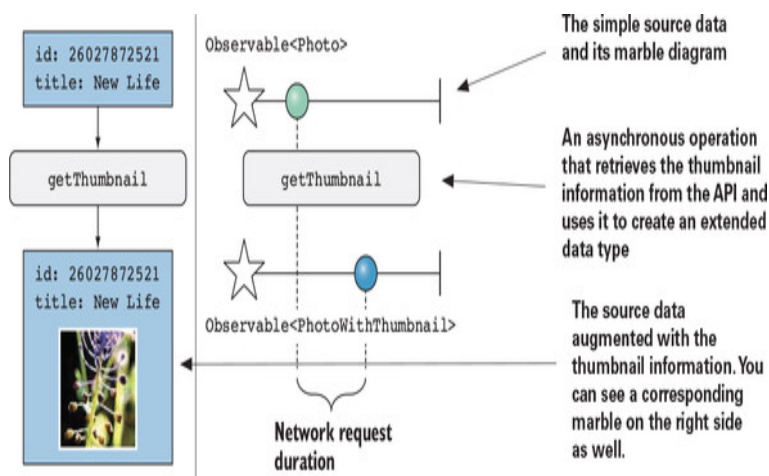 id: 26027872521
title: New Life
getThumbnail
id: 26027872521
title: New Life
Observable<Photo>
getThumbnail
Observable<PhotoWithThumbnail>
Network request
duration
The simple source data
and its marble diagram
An asynchronous operation
that retrieves the thumbnail
information from the API and
uses it to create an extended
data type
The source data
augmented with the
thumbnail information. You
can see a corresponding
marble on the right side
as well.